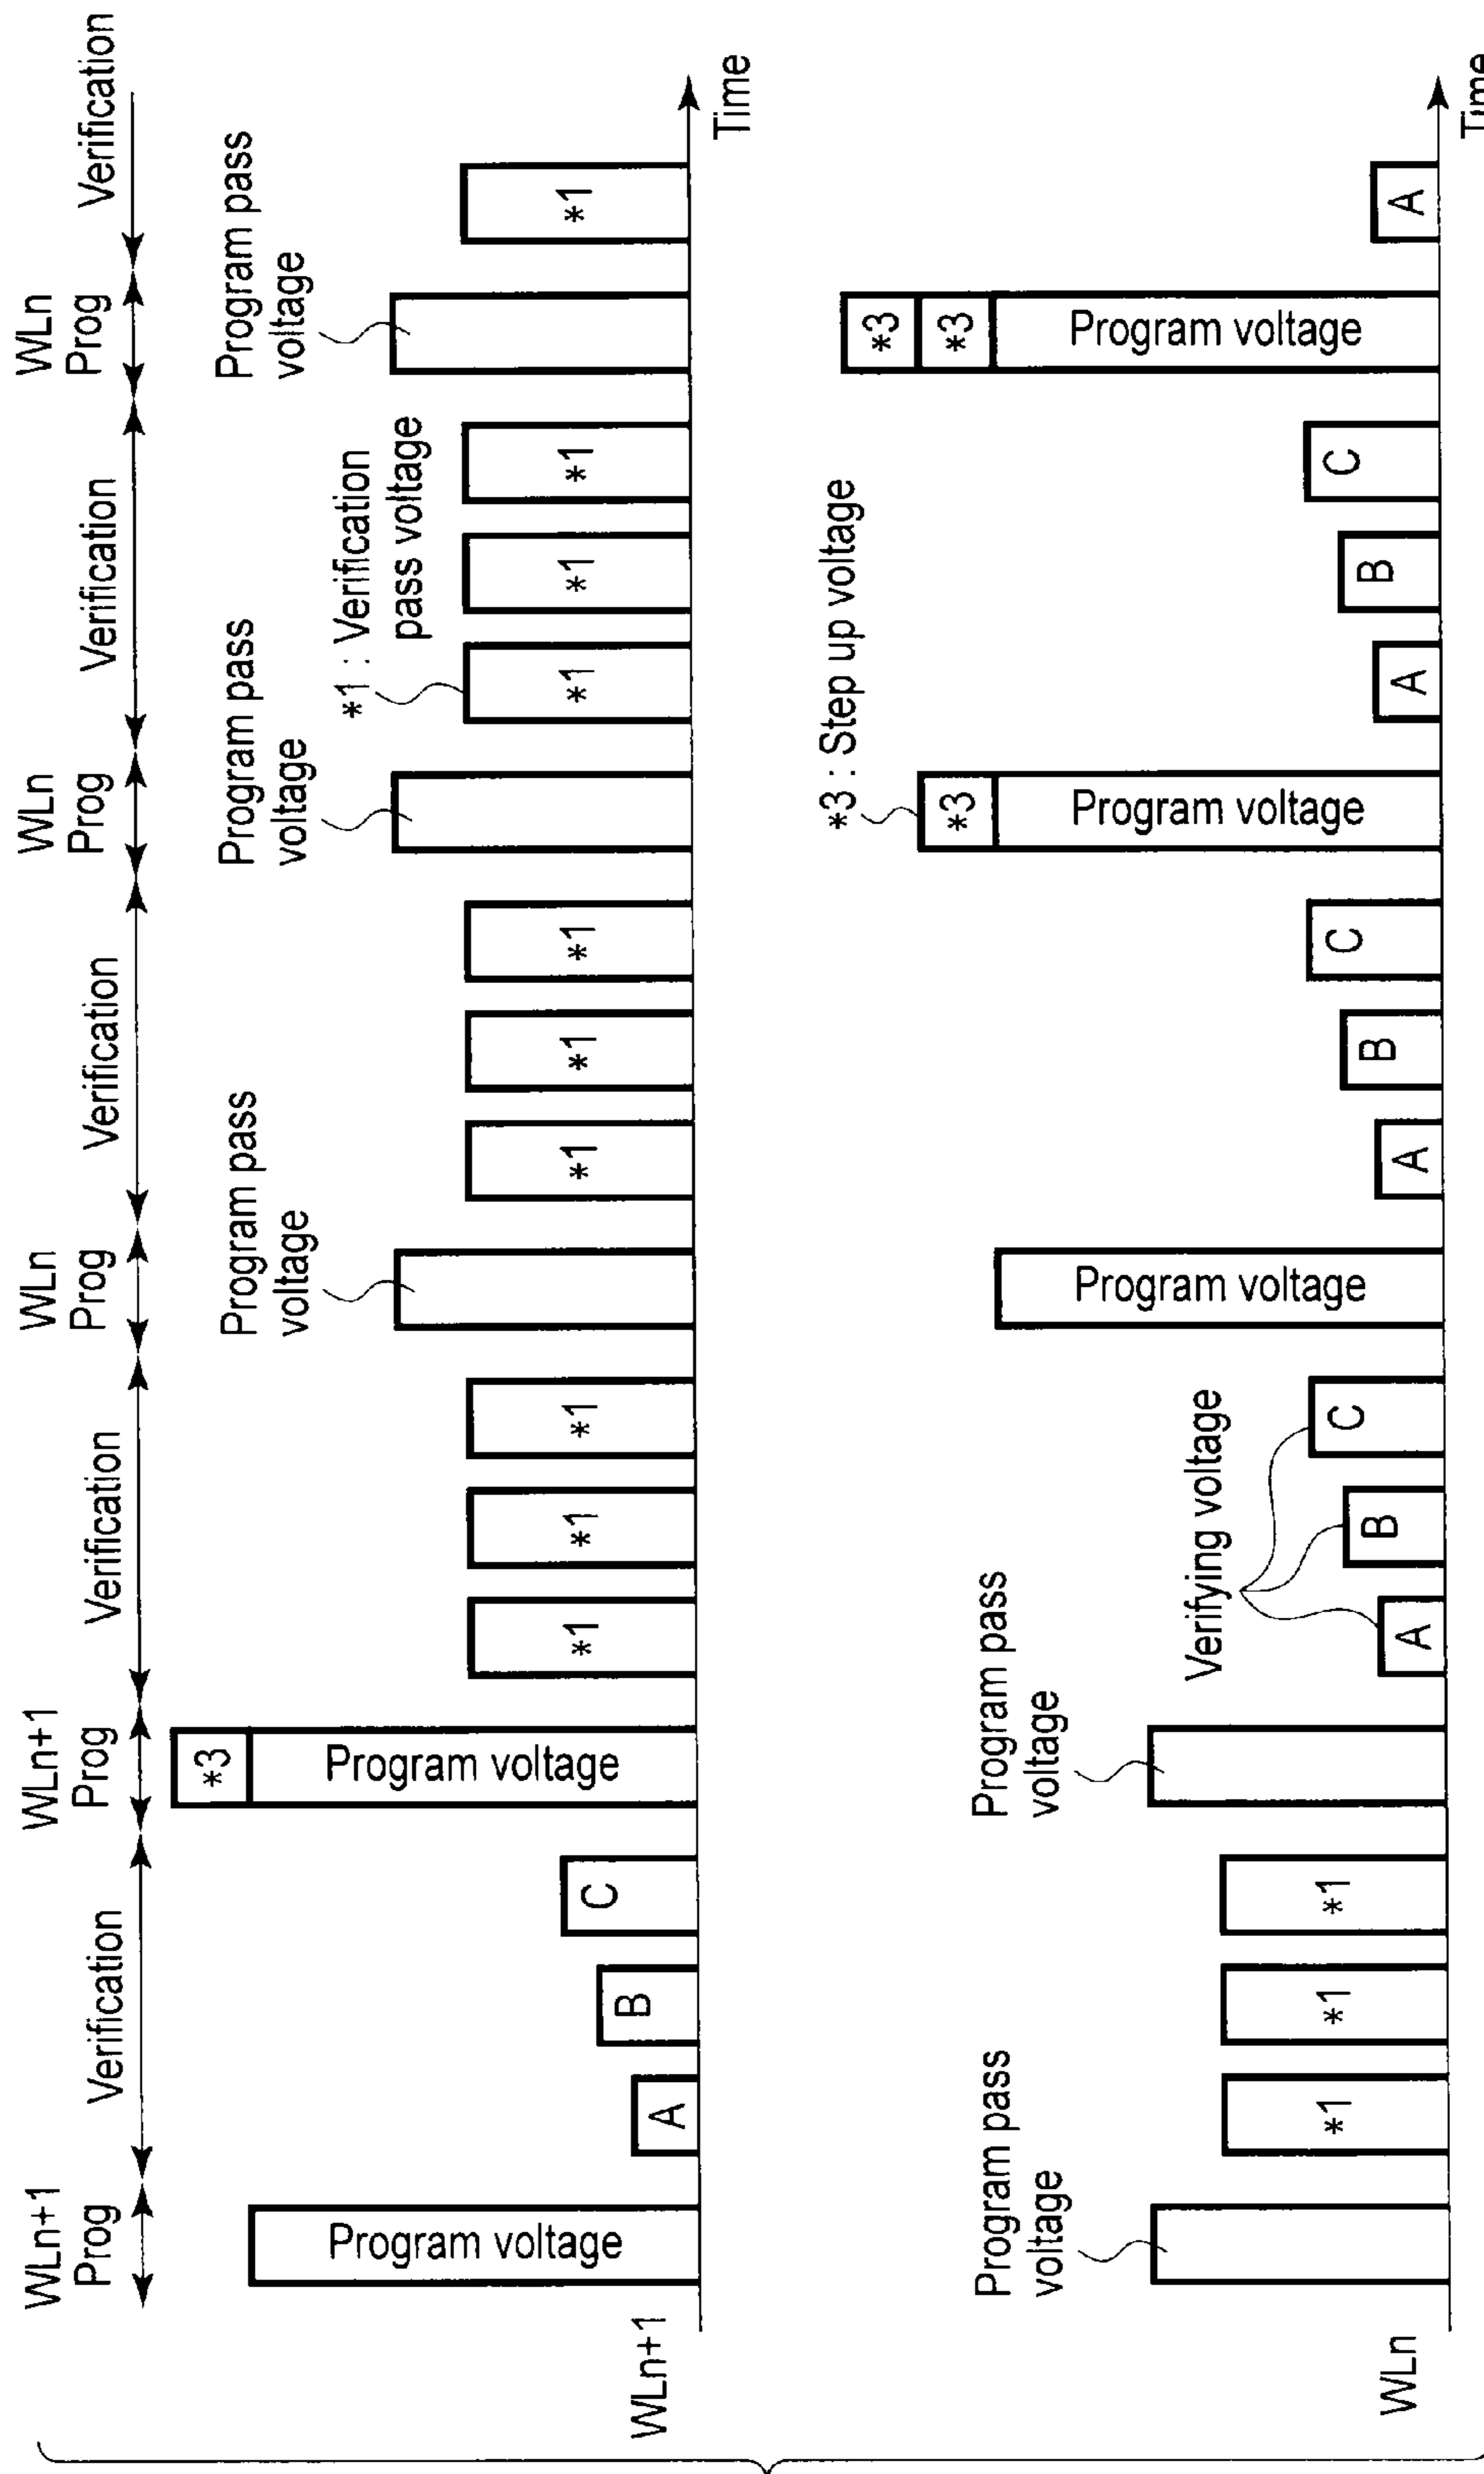 WLn+1
Prog
Verification
WLn+1
Prog
Verification
WLn
Prog
Verification
WLn
Prog
Verification
WLn
Prog
Verification
WLn+1
Program voltage
A
B
C
*3
Program voltage
*1
*1
*1
Program pass
voltage
*1
*1
*1
Program pass
voltage
*1 : Verification
pass voltage
*1
*1
*1
Program pass
voltage
*1
Time
WLn
Program pass
voltage
*1
*1
*1
Program pass
voltage
Verifying voltage
A
B
C
Program voltage
A
B
C
*3 : Step up voltage
*3
Program voltage
A
B
C
*3
*3
Program voltage
A
Time